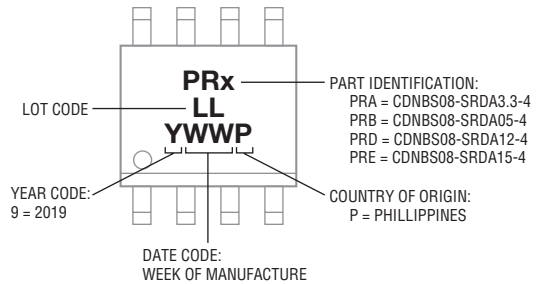 PRx
LL
YWWP
PART IDENTIFICATION:
PRA = CDNBS08-SRDA3.3-4
PRB = CDNBS08-SRDA05-4
PRD = CDNBS08-SRDA12-4
PRE = CDNBS08-SRDA15-4
LOT CODE
YEAR CODE:
9 = 2019
COUNTRY OF ORIGIN:
P = PHILLIPPINES
DATE CODE:
WEEK OF MANUFACTURE